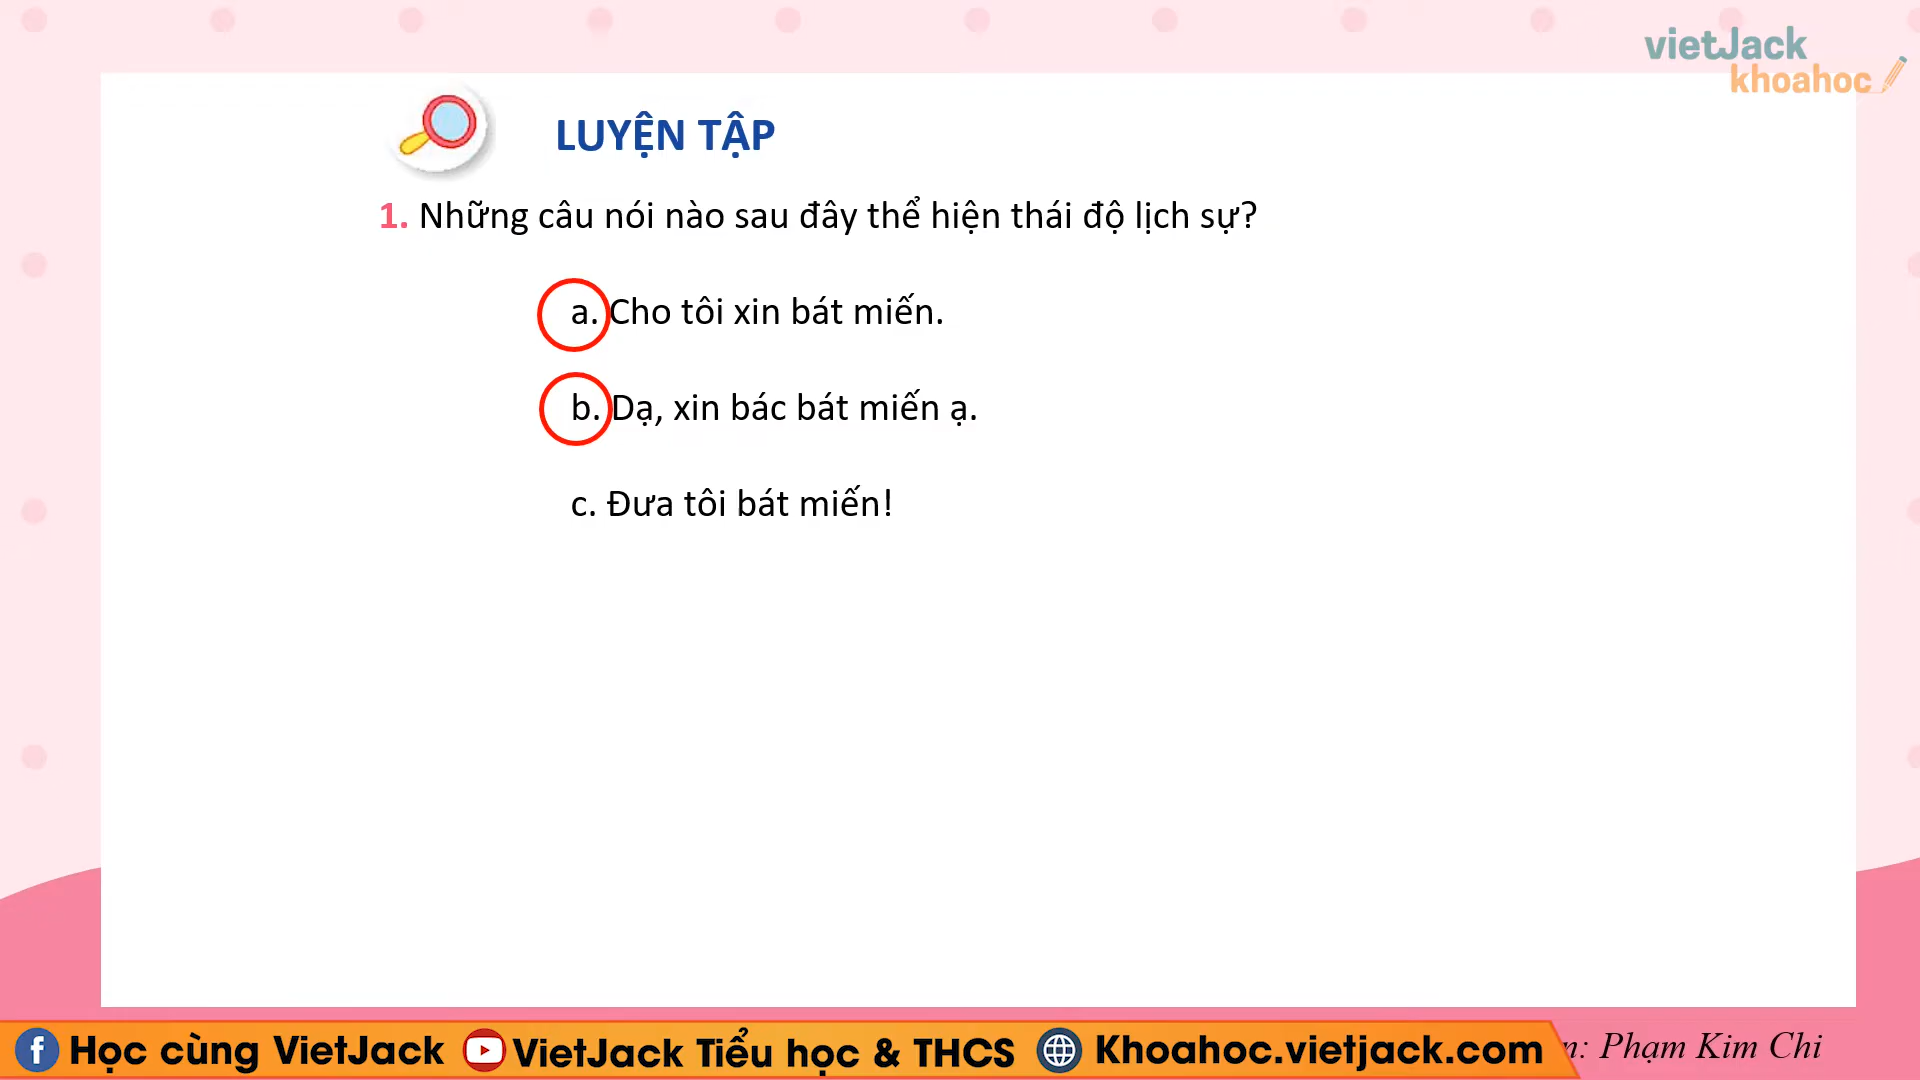 vietJack
khoahoc
LUYỆN TẬP
1. Những câu nói nào sau đây thể hiện thái độ lịch sự?
a. Cho tôi xin bát miến.
b. Dạ, xin bác bát miến ạ.
c. Đưa tôi bát miến!
Học cùng VietJack VietJack Tiểu học & THCS Khoahoc.vietjack.com n: Phạm Kim Chi